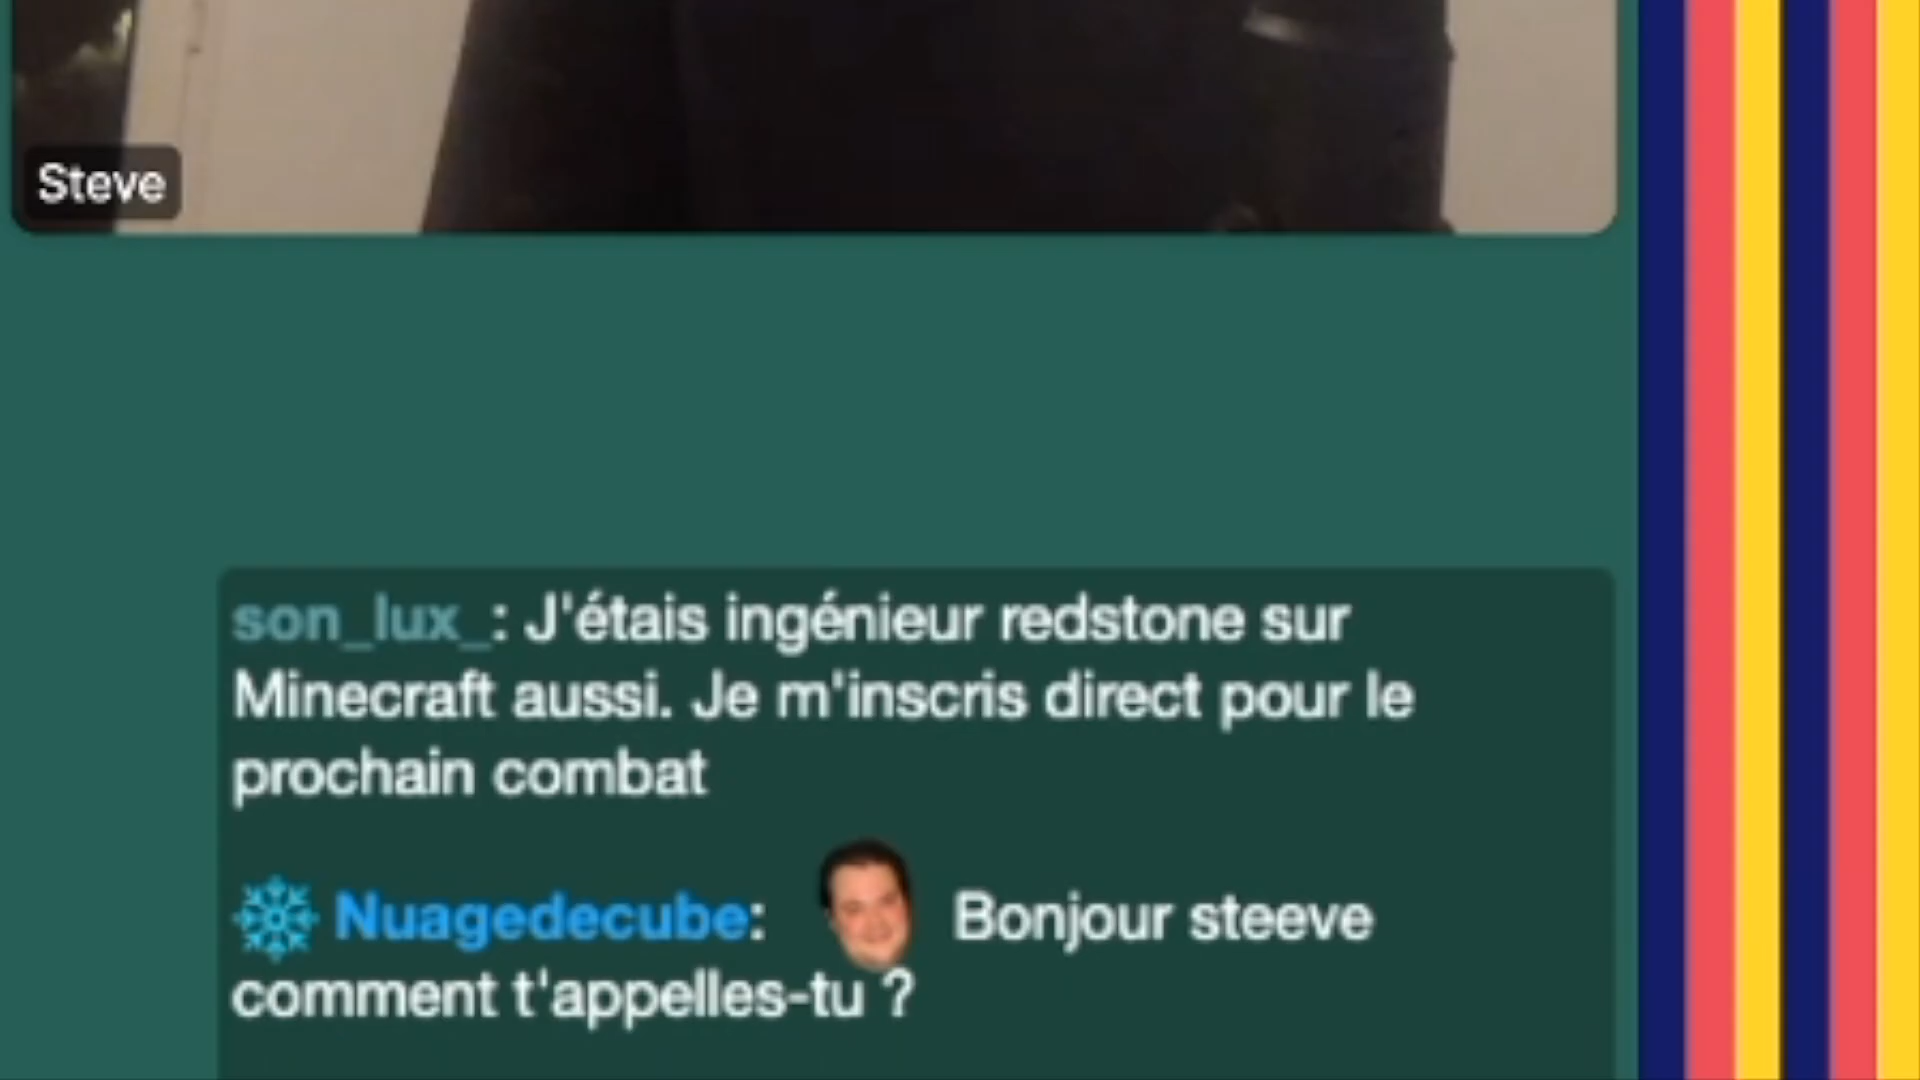 Steve
son_lux_: J'étais ingénieur redstone sur
Minecraft aussi. Je m'inscris direct pour le
prochain combat
Nuagedecube: Bonjour steeve
comment t'appelles-tu ?